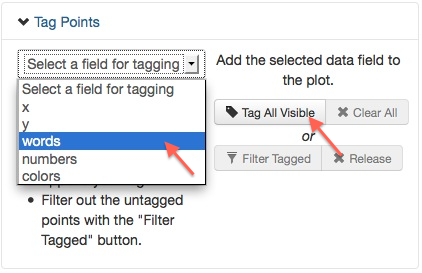 Tag Points
Select a field for tagging
Select a field for tagging
x
y
words
numbers
colors
Filter out the untagged
points with the "Filter
Tagged" button.
Add the selected data field to
the plot.
Tag All Visible
Clear All
or
Filter Tagged
Release